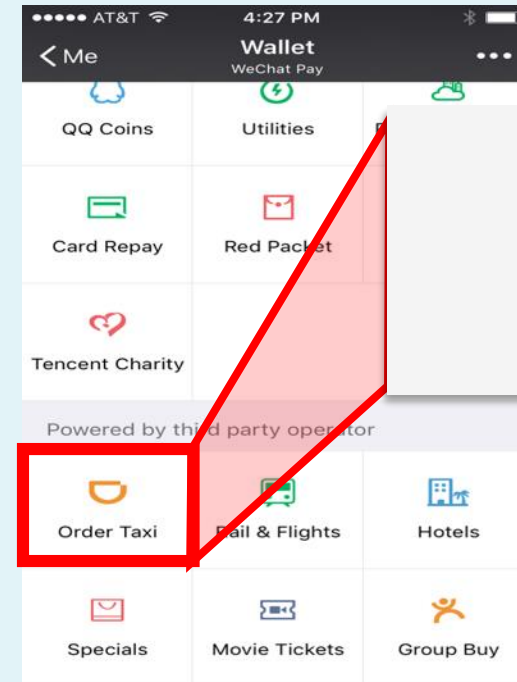 AT&T 4:27 PM
Me Wallet
WeChat Pay
QQ Coins Utilities
Card Repay Red Packet
Tencent Charity
Powered by third party operator
Order Taxi Rail & Flights Hotels
Specials Movie Tickets Group Buy